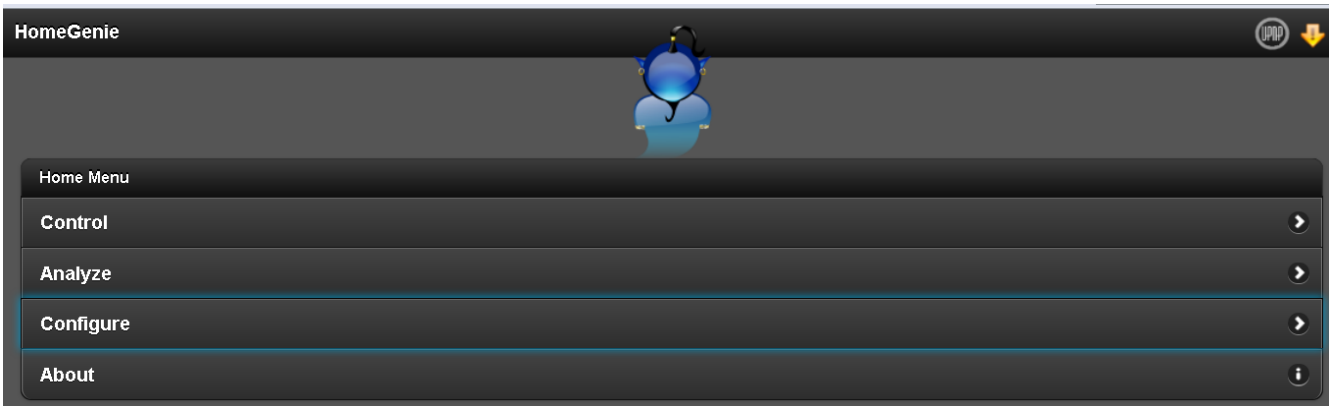 HomeGenie
UPNP
Home Menu
Control
Analyze
Configure
About